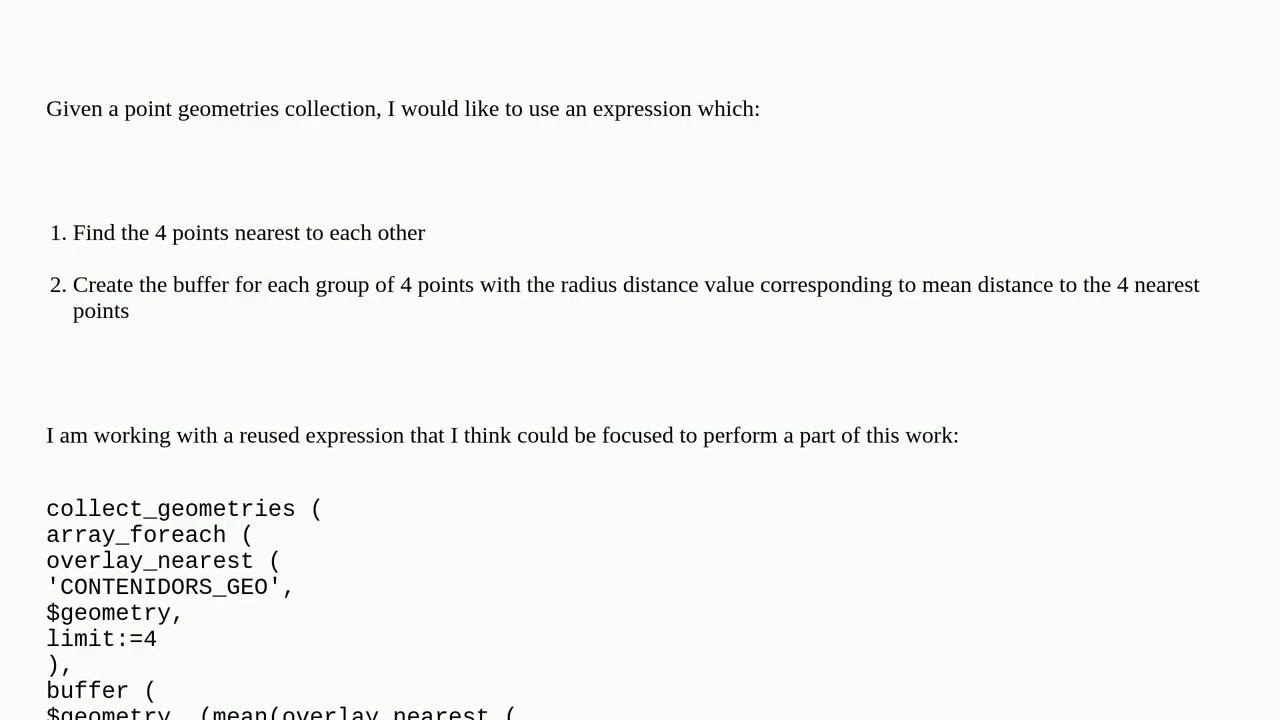 Given a point geometries collection, I would like to use an expression which:
1. Find the 4 points nearest to each other
2. Create the buffer for each group of 4 points with the radius distance value corresponding to mean distance to the 4 nearest
points
I am working with a reused expression that I think could be focused to perform a part of this work:
collect_geometries (
array_foreach (
overlay_nearest (
'CONTENIDORS_GEO',
$geometry,
limit:=4
),
buffer (
$geometry, (mean(overlay_nearest (